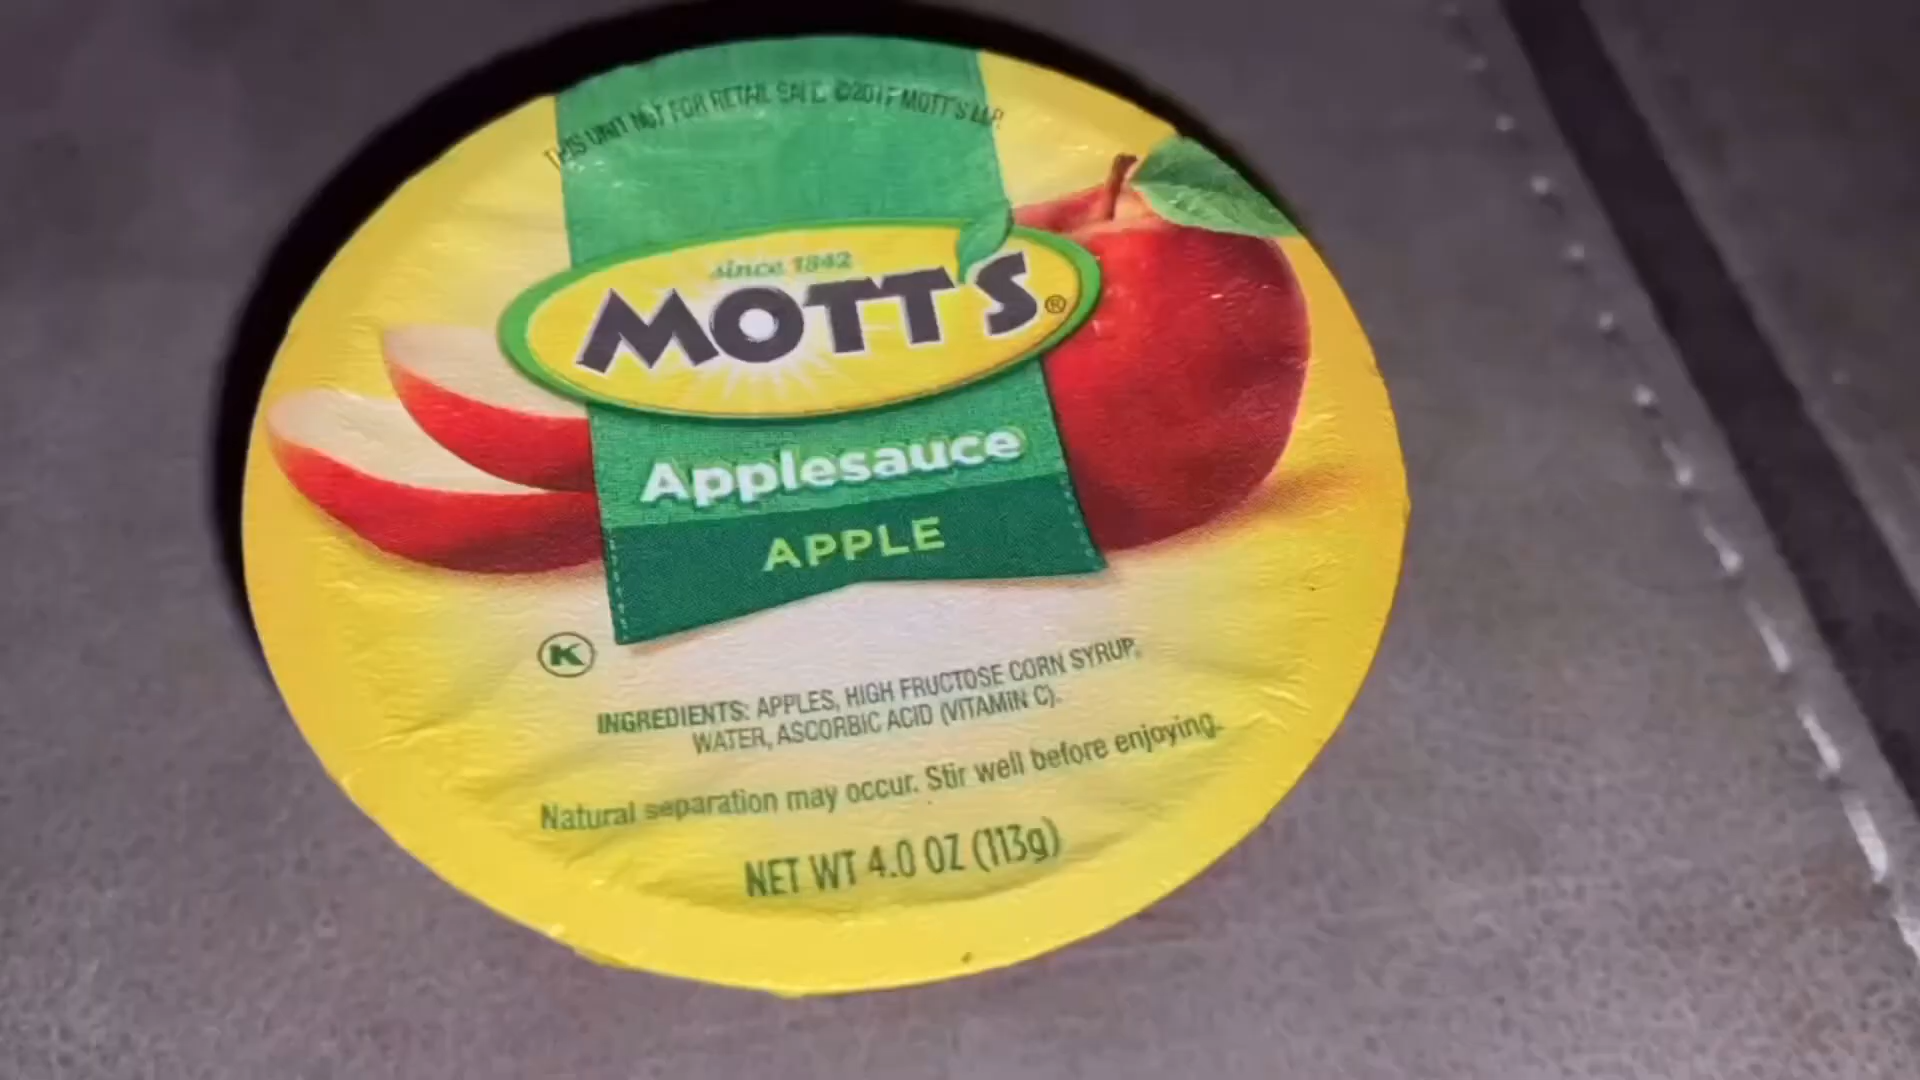 THIS UNIT NOT FOR RETAIL SALE. ©2017 MOTT'S LLP.
since 1842
MOTT'S®
Applesauce
APPLE
K
INGREDIENTS: APPLES, HIGH FRUCTOSE CORN SYRUP,
WATER, ASCORBIC ACID (VITAMIN C).
Natural separation may occur. Stir well before enjoying.
NET WT 4.0 OZ (113g)